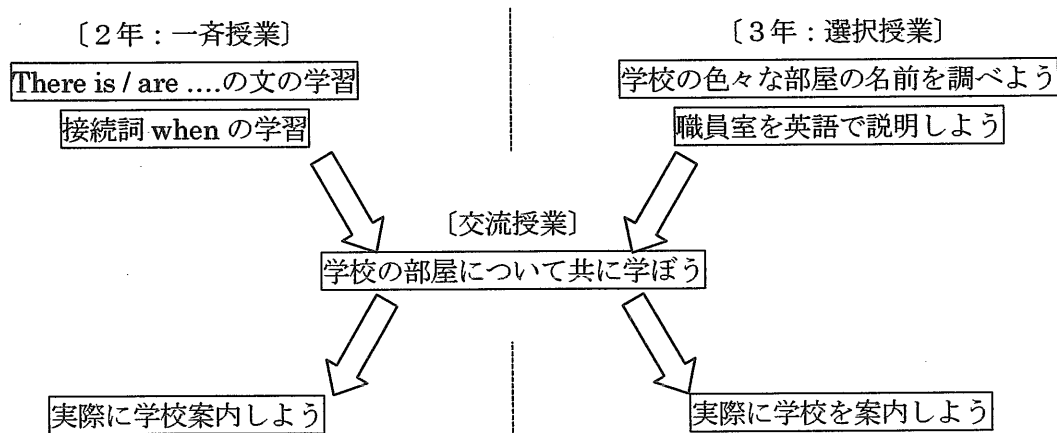 〔2年：一斉授業〕
There is / are ....の文の学習
接続詞 when の学習
〔3年：選択授業〕
学校の色々な部屋の名前を調べよう
職員室を英語で説明しよう
〔交流授業〕
学校の部屋について共に学ぼう
実際に学校案内しよう
実際に学校を案内しよう